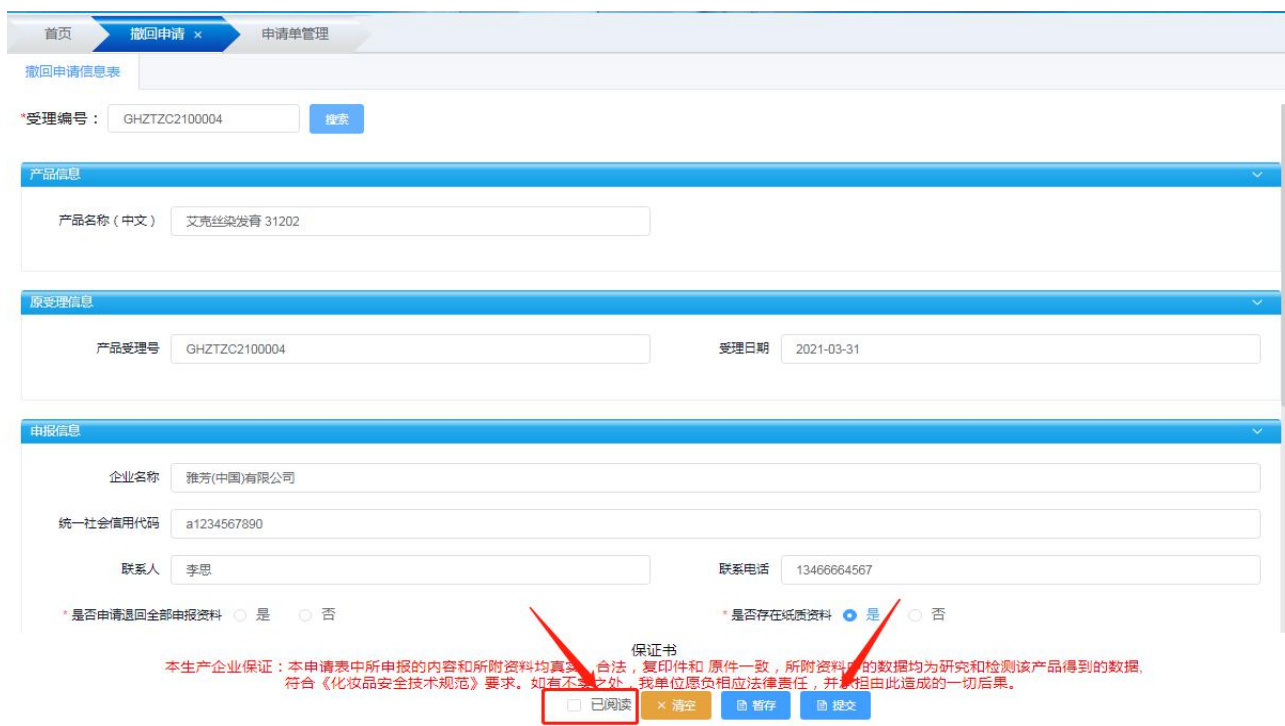 首页 撤回申请 × 申请单管理
撤回申请信息表
*受理编号： GHZTZC2100004 搜索
产品信息
产品名称（中文） 艾克丝染发膏 31202
原受理信息
产品受理号 GHZTZC2100004 受理日期 2021-03-31
申报信息
企业名称 雅芳(中国)有限公司
统一社会信用代码 a1234567890
联系人 李思 联系电话 13466664567
*是否申请退回全部申报资料 是 否 *是否存在纸质资料 是 否
保证书
本生产企业保证：本申请表中所申报的内容和所附资料均真实、合法，复印件和 原件一致，所附资料中的数据均为研究和检测该产品得到的数据,
符合《化妆品安全技术规范》要求。如有不实之处，我单位愿负相应法律责任，并承担由此造成的一切后果。
已阅读 × 清空 暂存 提交